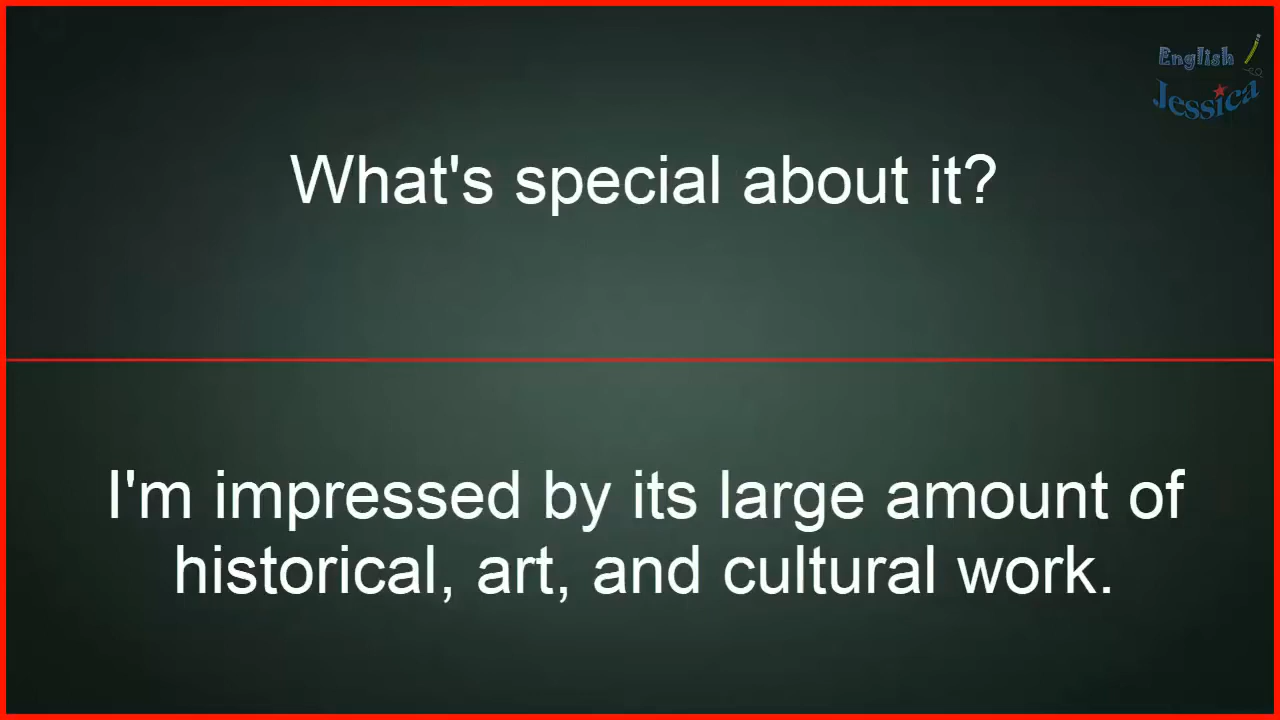 English
Jessica
What's special about it?
I'm impressed by its large amount of
historical, art, and cultural work.